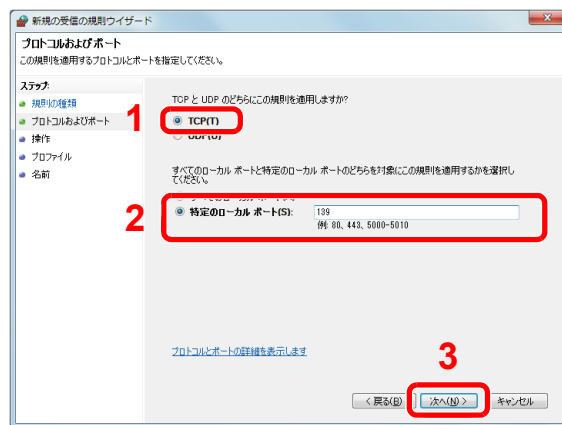 新規の受信の規則ウィザード
プロトコルおよびポート
この規則を適用するプロトコルとポートを指定してください。
ステップ:
規則の種類
プロトコルおよびポート
操作
プロファイル
名前
TCP と UDP のどちらにこの規則を適用しますか?
1
TCP(T)
UDP(U)
すべてのローカル ポートと特定のローカル ポートのどちらを対象にこの規則を適用するかを選択し
てください。
2
特定のローカル ポート(S):
139
例: 80、443、5000-5010
プロトコルとポートの詳細を表示します
3
< 戻る(B)
次へ(N) >
キャンセル